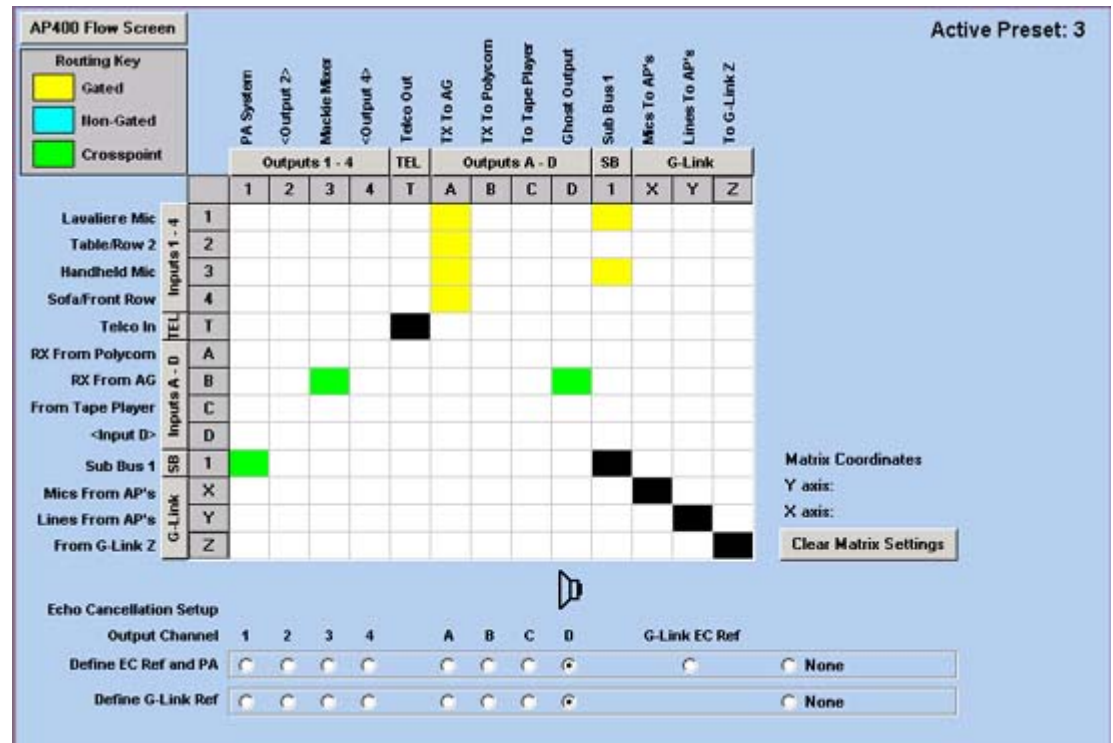 AP400 Flow Screen
Active Preset: 3
Routing Key
Gated
Non-Gated
Crosspoint
PA System
<Output 2>
Mackie Mixer
<Output 4>
Telco Out
TX To AG
TX To Polycom
To Tape Player
Ghost Output
Sub Bus 1
Mics To AP's
Lines To AP's
To G-Link Z
Outputs 1 - 4 TEL Outputs A - D SB G-Link
1 2 3 4 T A B C D 1 X Y Z
Inputs 1 - 4
Lavaliere Mic 1
Table/Row 2 2
Handheld Mic 3
Sofa/Front Row 4
TEL
Telco In T
Inputs A - D
RX From Polycom A
RX From AG B
From Tape Player C
<Input D> D
SB
Sub Bus 1 1
G-Link
Mics From AP's X
Lines From AP's Y
From G-Link Z Z
Matrix Coordinates
Y axis:
X axis:
Clear Matrix Settings
Echo Cancellation Setup
Output Channel 1 2 3 4 A B C D G-Link EC Ref
Define EC Ref and PA None
Define G-Link Ref None